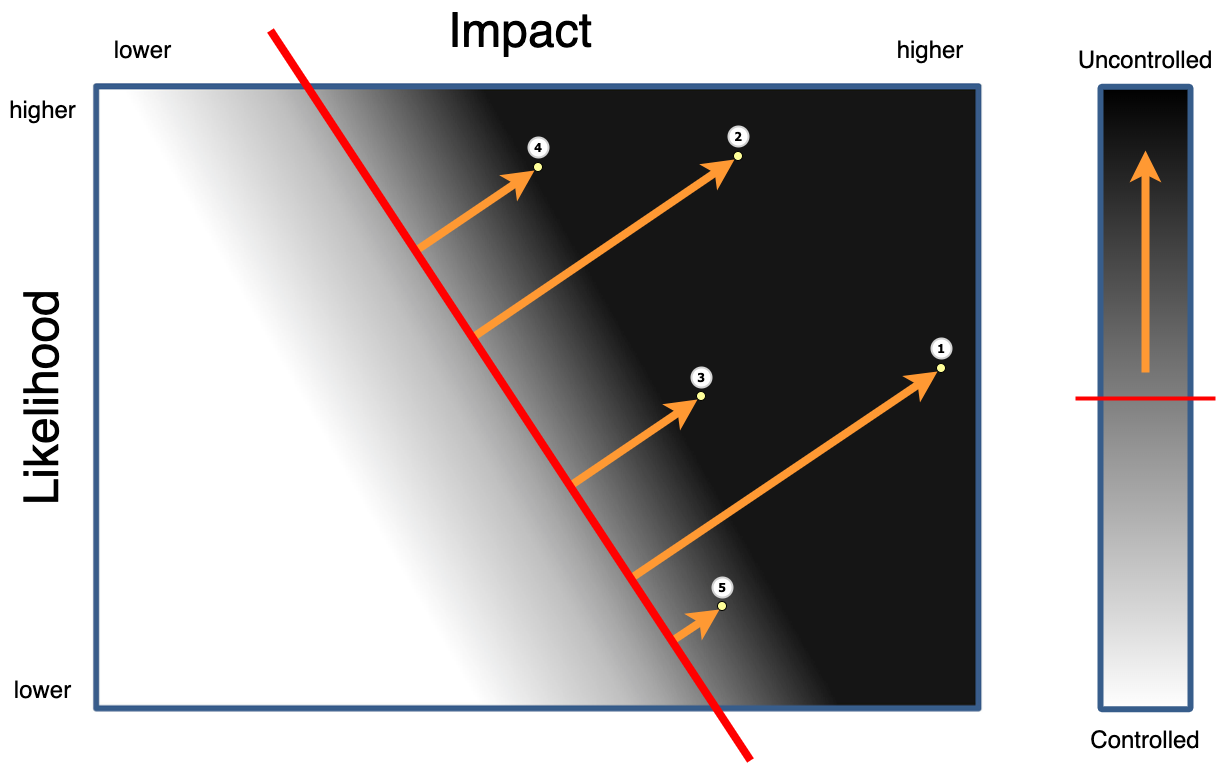 Impact
lower
higher
Uncontrolled
higher
4
2
Likelihood
1
3
5
lower
Controlled